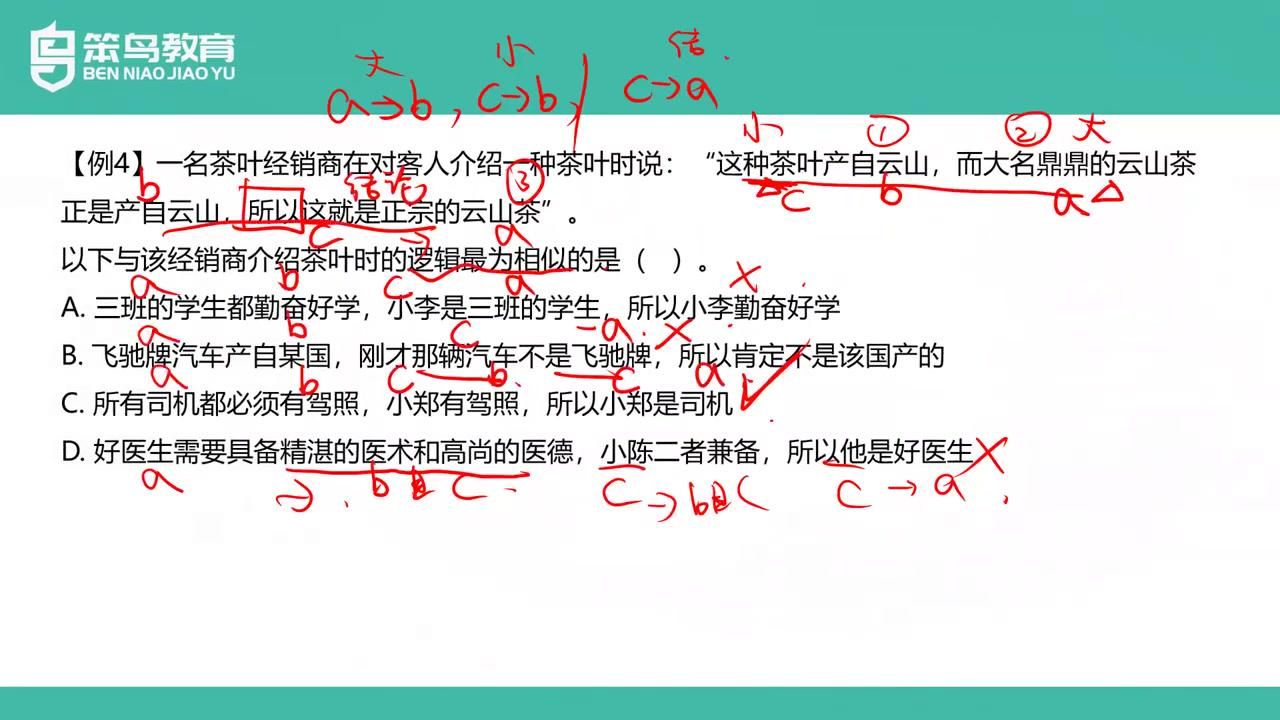 笨鸟教育
BEN NIAO JIAO YU
大 小 结
a→b, c→b, c→a
小 ① ② 大
【例4】一名茶叶经销商在对客人介绍一种茶叶时说：“这种茶叶产自云山，而大名鼎鼎的云山茶
b 结论 ③ c b a
正是产自云山，所以这就是正宗的云山茶”。
c → a
以下与该经销商介绍茶叶时的逻辑最为相似的是（ ）。
a b c a ×
A. 三班的学生都勤奋好学，小李是三班的学生，所以小李勤奋好学
a b c -a ×
B. 飞驰牌汽车产自某国，刚才那辆汽车不是飞驰牌，所以肯定不是该国产的
a b c b c a
C. 所有司机都必须有驾照，小郑有驾照，所以小郑是司机
D. 好医生需要具备精湛的医术和高尚的医德，小陈二者兼备，所以他是好医生 ×
a → b且c c→b且c c→a